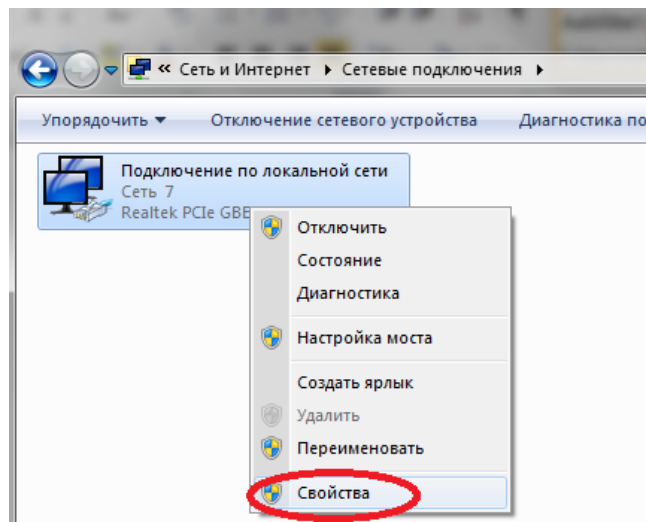 « Сеть и Интернет ▸ Сетевые подключения ▸
Упорядочить ▾ Отключение сетевого устройства Диагностика по
Подключение по локальной сети
Сеть 7
Realtek PCIe GBE
Отключить
Состояние
Диагностика
Настройка моста
Создать ярлык
Удалить
Переименовать
Свойства